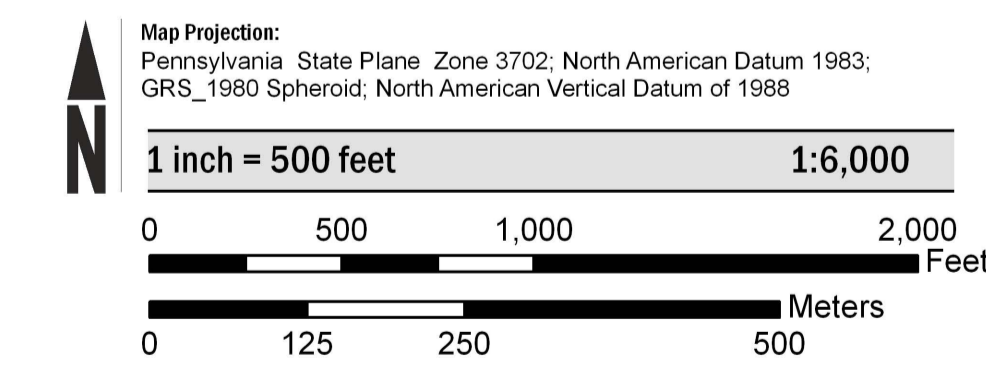 N
Map Projection:
Pennsylvania State Plane Zone 3702; North American Datum 1983;
GRS_1980 Spheroid; North American Vertical Datum of 1988
1 inch = 500 feet 1:6,000
0 500 1,000 2,000
Feet
Meters
0 125 250 500